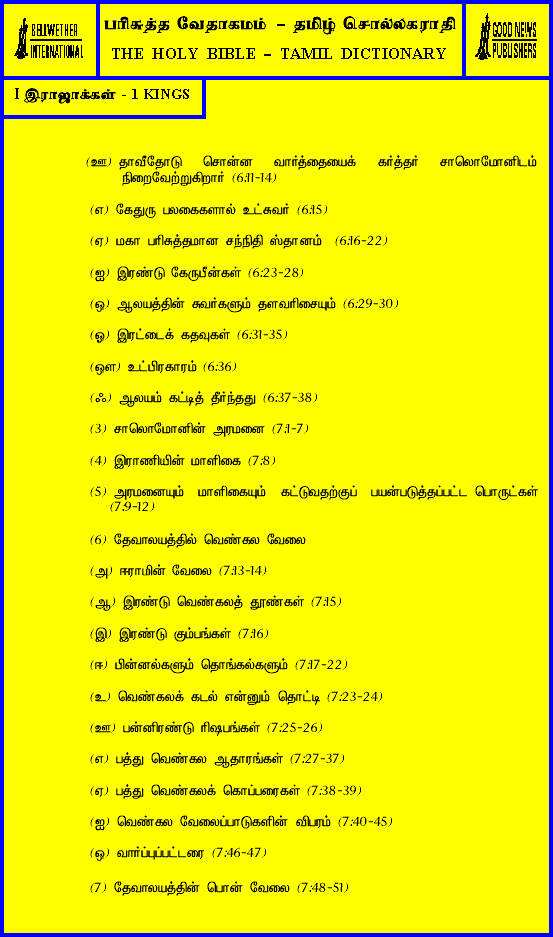 BELLWETHER
INTERNATIONAL
பரிசுத்த வேதாகமம் – தமிழ் சொல்லகராதி
THE HOLY BIBLE – TAMIL DICTIONARY
GOOD NEWS
PUBLISHERS
I இராஜாக்கள் - 1 KINGS
(ஊ) தாவீதோடு சொன்ன வார்த்தையைக் கர்த்தர் சாலொமோனிடம்
நிறைவேற்றுகிறார் (6:11-14)
(எ) கேதுரு பலகைகளால் உட்சுவர் (6:15)
(ஏ) மகா பரிசுத்தமான சந்நிதி ஸ்தானம் (6:16-22)
(ஐ) இரண்டு கேருபீன்கள் (6:23-28)
(ஒ) ஆலயத்தின் சுவர்களும் தளவரிசையும் (6:29-30)
(ஓ) இரட்டைக் கதவுகள் (6:31-35)
(ஔ) உட்பிரகாரம் (6:36)
(ஃ) ஆலயம் கட்டித் தீர்ந்தது (6:37-38)
(3) சாலொமோனின் அரமனை (7:1-7)
(4) இராணியின் மாளிகை (7:8)
(5) அரமனையும் மாளிகையும் கட்டுவதற்குப் பயன்படுத்தப்பட்ட பொருட்கள்
(7:9-12)
(6) தேவாலயத்தில் வெண்கல வேலை
(அ) ஈராமின் வேலை (7:13-14)
(ஆ) இரண்டு வெண்கலத் தூண்கள் (7:15)
(இ) இரண்டு கும்பங்கள் (7:16)
(ஈ) பின்னல்களும் தொங்கல்களும் (7:17-22)
(உ) வெண்கலக் கடல் என்னும் தொட்டி (7:23-24)
(ஊ) பன்னிரண்டு ரிஷபங்கள் (7:25-26)
(எ) பத்து வெண்கல ஆதாரங்கள் (7:27-37)
(ஏ) பத்து வெண்கலக் கொப்பரைகள் (7:38-39)
(ஐ) வெண்கல வேலைப்பாடுகளின் விபரம் (7:40-45)
(ஒ) வார்ப்புப்பட்டரை (7:46-47)
(7) தேவாலயத்தின் பொன் வேலை (7:48-51)